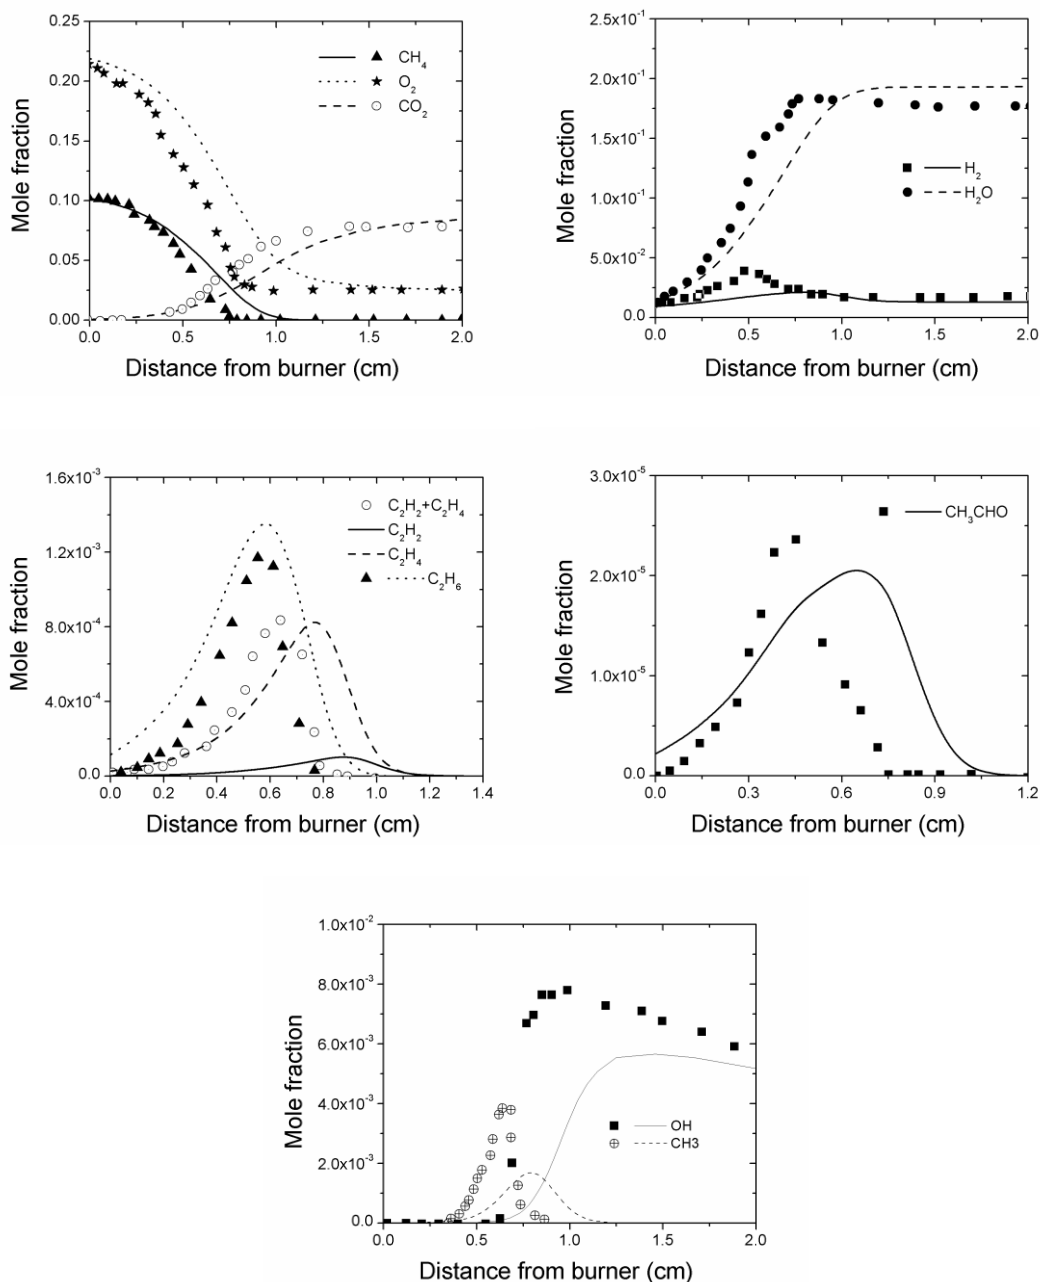 0.25
0.20
0.15
0.10
0.05
0.00
Mole fraction
CH₄
O₂
CO₂
0.0 0.5 1.0 1.5 2.0
Distance from burner (cm)
2.5x10⁻¹
2.0x10⁻¹
1.5x10⁻¹
1.0x10⁻¹
5.0x10⁻²
0.0
Mole fraction
H₂
H₂O
0.0 0.5 1.0 1.5 2.0
Distance from burner (cm)
1.6x10⁻³
1.2x10⁻³
8.0x10⁻⁴
4.0x10⁻⁴
0.0
Mole fraction
C₂H₂+C₂H₄
C₂H₂
C₂H₄
C₂H₆
0.0 0.2 0.4 0.6 0.8 1.0 1.2 1.4
Distance from burner (cm)
3.0x10⁻⁵
2.0x10⁻⁵
1.0x10⁻⁵
0.0
Mole fraction
CH₃CHO
0.0 0.3 0.6 0.9 1.2
Distance from burner (cm)
1.0x10⁻²
8.0x10⁻³
6.0x10⁻³
4.0x10⁻³
2.0x10⁻³
0.0
Mole fraction
OH
CH3
0.0 0.5 1.0 1.5 2.0
Distance from burner (cm)